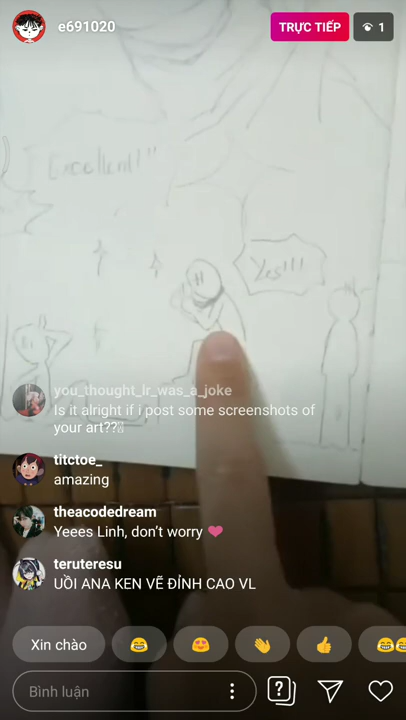 e691020
TRỰC TIẾP
1
Excellent!!
Yes!!!
you_thought_lr_was_a_joke
Is it alright if i post some screenshots of
your art??
titctoe_
amazing
theacodedream
Yeees Linh, don't worry ❤
teruteresu
UỒI ANA KEN VẼ ĐỈNH CAO VL
Xin chào
Bình luận